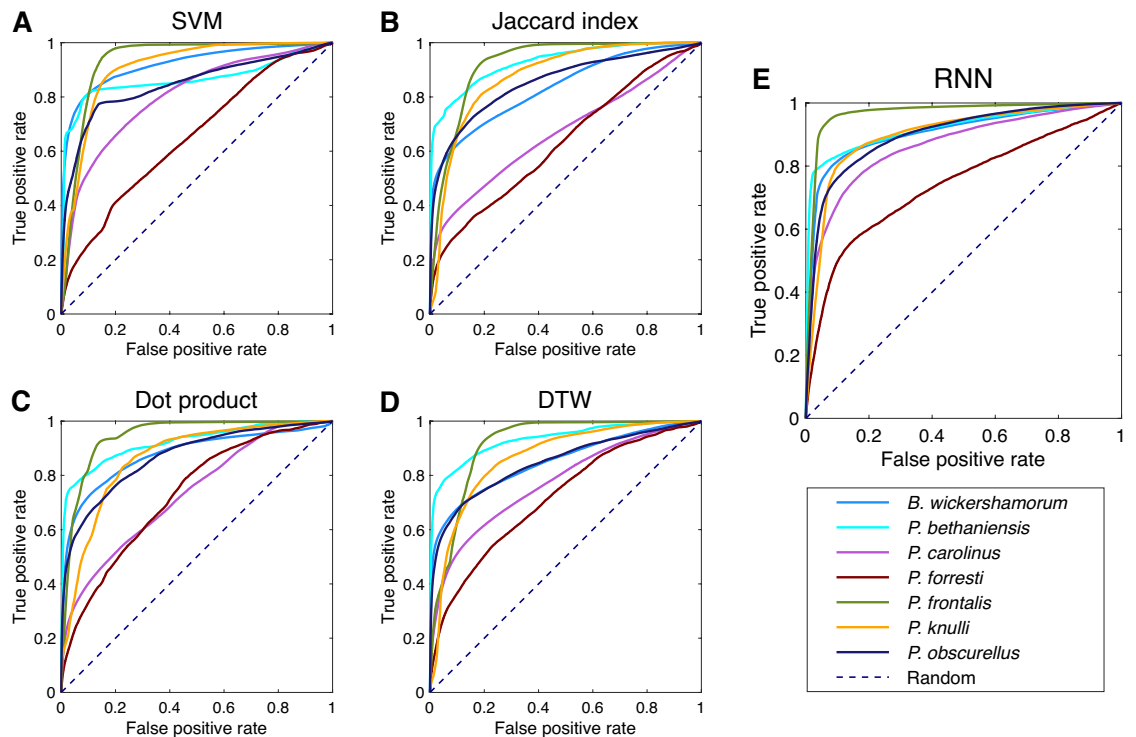 A
SVM
True positive rate
1
0.8
0.6
0.4
0.2
0
0 0.2 0.4 0.6 0.8 1
False positive rate
B
Jaccard index
True positive rate
1
0.8
0.6
0.4
0.2
0
0 0.2 0.4 0.6 0.8 1
False positive rate
C
Dot product
True positive rate
1
0.8
0.6
0.4
0.2
0
0 0.2 0.4 0.6 0.8 1
False positive rate
D
DTW
True positive rate
1
0.8
0.6
0.4
0.2
0
0 0.2 0.4 0.6 0.8 1
False positive rate
E
RNN
True positive rate
1
0.8
0.6
0.4
0.2
0
0 0.2 0.4 0.6 0.8 1
False positive rate
B. wickershamorum
P. bethaniensis
P. carolinus
P. forresti
P. frontalis
P. knulli
P. obscurellus
Random